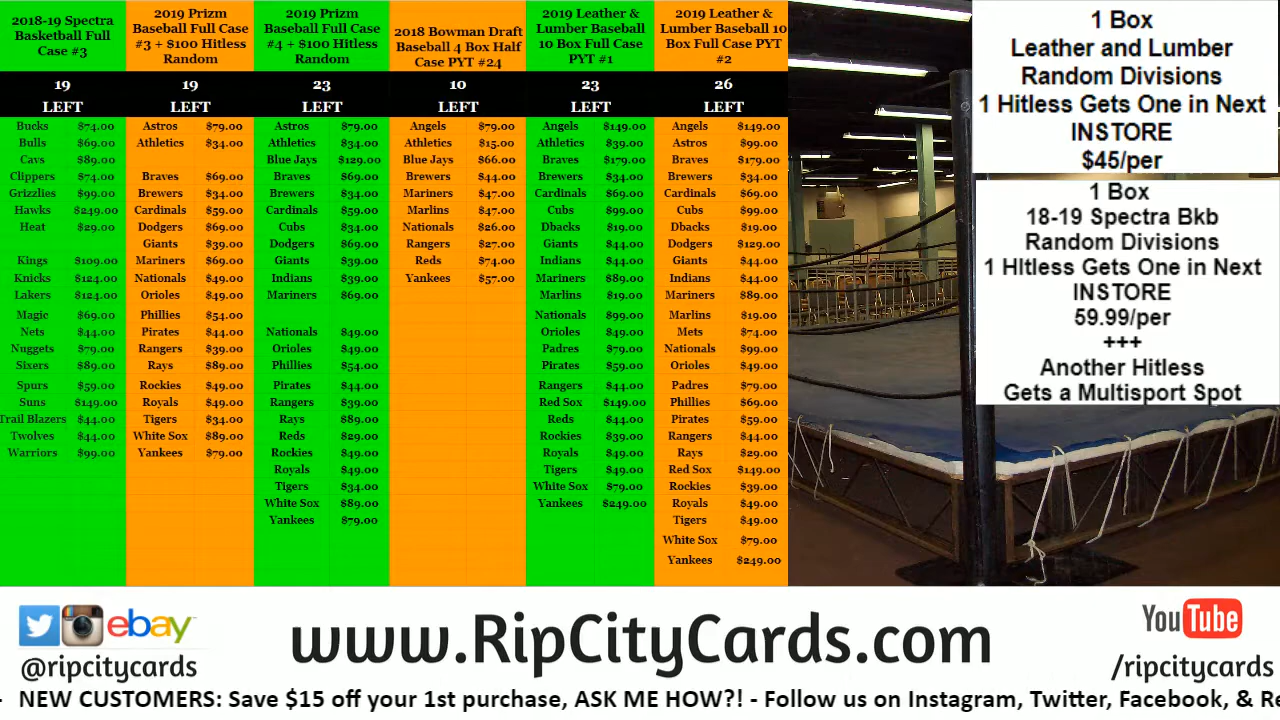 2018-19 Spectra
Basketball Full
Case #3
19
LEFT
Bucks $74.00
Bulls $69.00
Cavs $89.00
Clippers $74.00
Grizzlies $99.00
Hawks $249.00
Heat $29.00
Kings $109.00
Knicks $124.00
Lakers $124.00
Magic $69.00
Nets $44.00
Nuggets $79.00
Sixers $89.00
Spurs $59.00
Suns $149.00
Trail Blazers $44.00
Twolves $44.00
Warriors $99.00
2019 Prizm
Baseball Full Case
#3 + $100 Hitless
Random
19
LEFT
Astros $79.00
Athletics $34.00
Braves $69.00
Brewers $34.00
Cardinals $59.00
Dodgers $69.00
Giants $39.00
Mariners $69.00
Nationals $49.00
Orioles $49.00
Phillies $54.00
Pirates $44.00
Rangers $39.00
Rays $89.00
Rockies $49.00
Royals $49.00
Tigers $34.00
White Sox $89.00
Yankees $79.00
2019 Prizm
Baseball Full Case
#4 + $100 Hitless
Random
23
LEFT
Astros $79.00
Athletics $34.00
Blue Jays $129.00
Braves $69.00
Brewers $34.00
Cardinals $59.00
Cubs $34.00
Dodgers $69.00
Giants $39.00
Indians $39.00
Mariners $69.00
Nationals $49.00
Orioles $49.00
Phillies $54.00
Pirates $44.00
Rangers $39.00
Rays $89.00
Reds $29.00
Rockies $49.00
Royals $49.00
Tigers $34.00
White Sox $89.00
Yankees $79.00
2018 Bowman Draft
Baseball 4 Box Half
Case PYT #24
10
LEFT
Angels $79.00
Athletics $15.00
Blue Jays $66.00
Brewers $44.00
Mariners $47.00
Marlins $47.00
Nationals $26.00
Rangers $27.00
Reds $74.00
Yankees $57.00
2019 Leather &
Lumber Baseball
10 Box Full Case
PYT #1
23
LEFT
Angels $149.00
Athletics $39.00
Braves $179.00
Brewers $34.00
Cardinals $69.00
Cubs $99.00
Dbacks $19.00
Giants $44.00
Indians $44.00
Mariners $89.00
Marlins $19.00
Nationals $99.00
Orioles $49.00
Padres $79.00
Pirates $59.00
Rangers $44.00
Red Sox $149.00
Reds $44.00
Rockies $39.00
Royals $49.00
Tigers $49.00
White Sox $79.00
Yankees $249.00
2019 Leather &
Lumber Baseball 10
Box Full Case PYT
#2
26
LEFT
Angels $149.00
Astros $99.00
Braves $179.00
Brewers $34.00
Cardinals $69.00
Cubs $99.00
Dbacks $19.00
Dodgers $129.00
Giants $44.00
Indians $44.00
Mariners $89.00
Marlins $19.00
Mets $74.00
Nationals $99.00
Orioles $49.00
Padres $79.00
Phillies $69.00
Pirates $59.00
Rangers $44.00
Rays $29.00
Red Sox $149.00
Rockies $39.00
Royals $49.00
Tigers $49.00
White Sox $79.00
Yankees $249.00
1 Box
Leather and Lumber
Random Divisions
1 Hitless Gets One in Next
INSTORE
$45/per
1 Box
18-19 Spectra Bkb
Random Divisions
1 HItless Gets One in Next
INSTORE
59.99/per
+++
Another Hitless
Gets a Multisport Spot
ebay
@ripcitycards
www.RipCityCards.com
YouTube
/ripcitycards
- NEW CUSTOMERS: Save $15 off your 1st purchase, ASK ME HOW?! - Follow us on Instagram, Twitter, Facebook, & Re